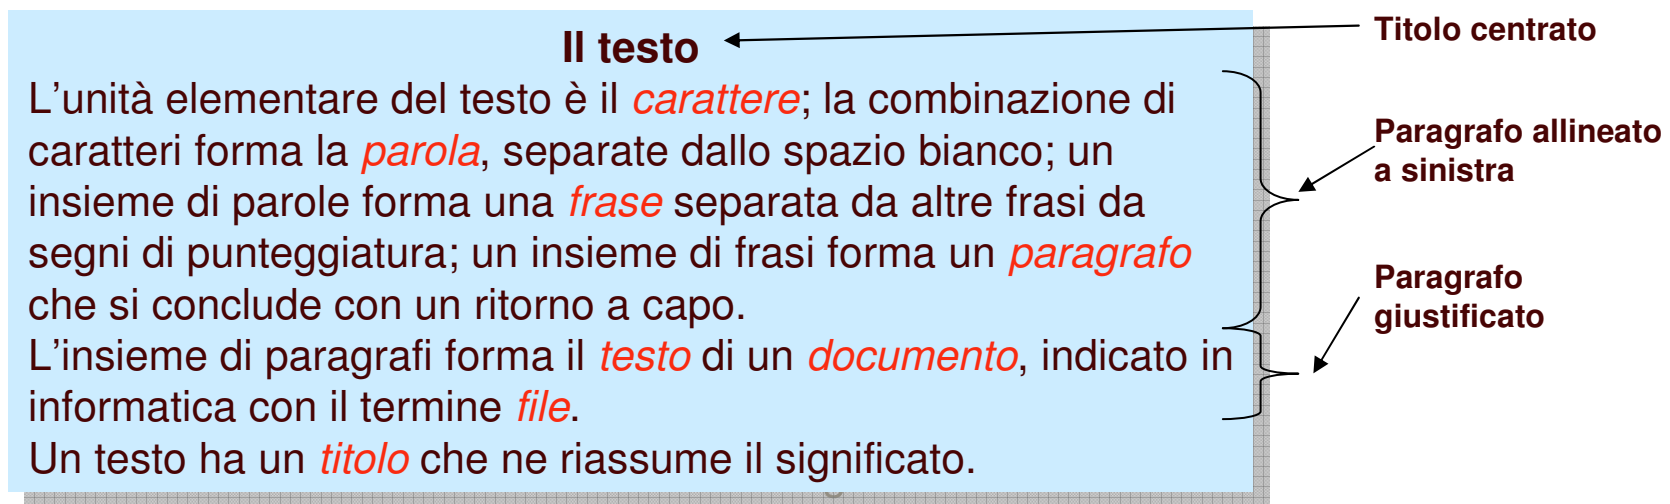 Il testo
L'unità elementare del testo è il carattere; la combinazione di
caratteri forma la parola, separate dallo spazio bianco; un
insieme di parole forma una frase separata da altre frasi da
segni di punteggiatura; un insieme di frasi forma un paragrafo
che si conclude con un ritorno a capo.
L'insieme di paragrafi forma il testo di un documento, indicato in
informatica con il termine file.
Un testo ha un titolo che ne riassume il significato.
Titolo centrato
Paragrafo allineato
a sinistra
Paragrafo
giustificato